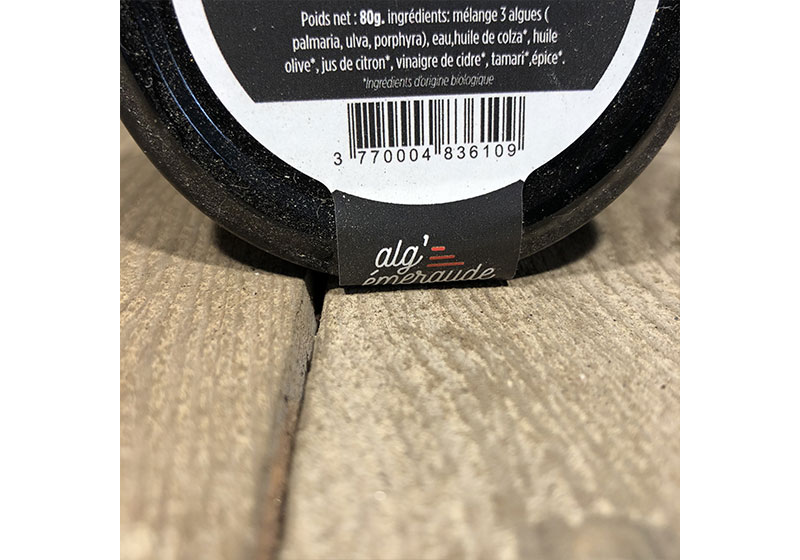 Poids net : 80g. ingrédients: mélange 3 algues (
palmaria, ulva, porphyra), eau,huile de colza*, huile
olive*, jus de citron*, vinaigre de cidre*, tamari*,épice*.
*Ingrédients d'origine biologique
3 770004 836109
alg'
émeraude